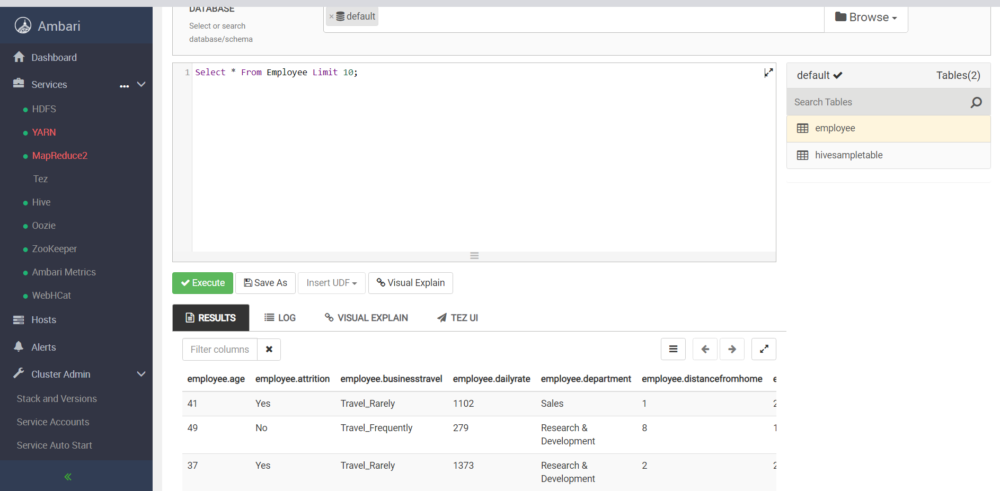 Ambari
Dashboard
Services
HDFS
YARN
MapReduce2
Tez
Hive
Oozie
ZooKeeper
Ambari Metrics
WebHCat
Hosts
Alerts
Cluster Admin
Stack and Versions
Service Accounts
Service Auto Start
DATABASE
Select or search
database/schema
× default
Browse
1 Select * From Employee Limit 10;
default
Tables(2)
Search Tables
employee
hivesampletable
Execute
Save As
Insert UDF
Visual Explain
RESULTS
LOG
VISUAL EXPLAIN
TEZ UI
Filter columns
employee.age employee.attrition employee.businesstravel employee.dailyrate employee.department employee.distancefromhome e
41 Yes Travel_Rarely 1102 Sales 1 2
49 No Travel_Frequently 279 Research & 8 1
Development
37 Yes Travel_Rarely 1373 Research & 2 2
Development